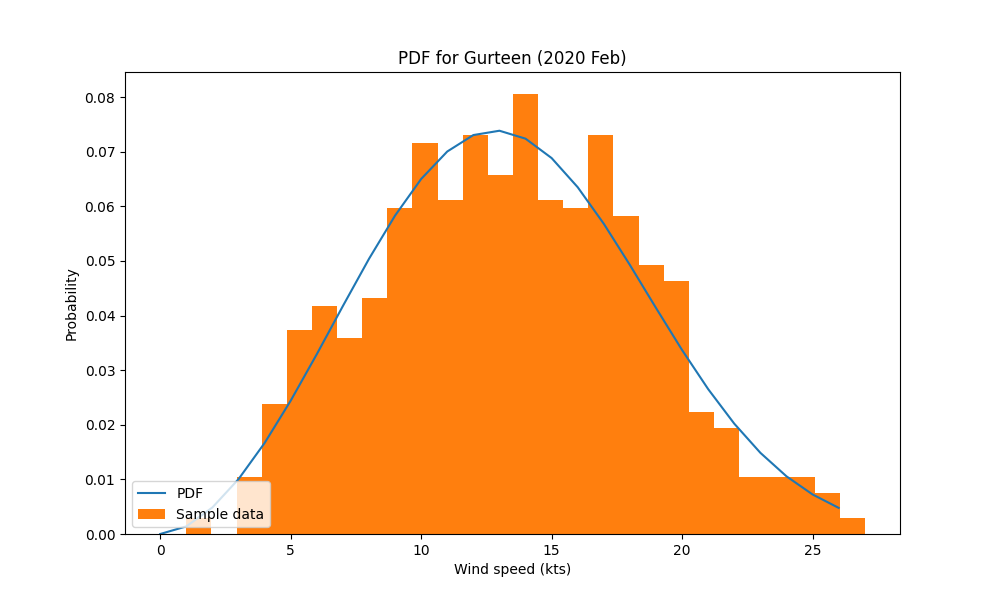 PDF for Gurteen (2020 Feb)
0.08
0.07
0.06
0.05
0.04
0.03
0.02
0.01
0.00
Probability
PDF
Sample data
0 5 10 15 20 25
Wind speed (kts)